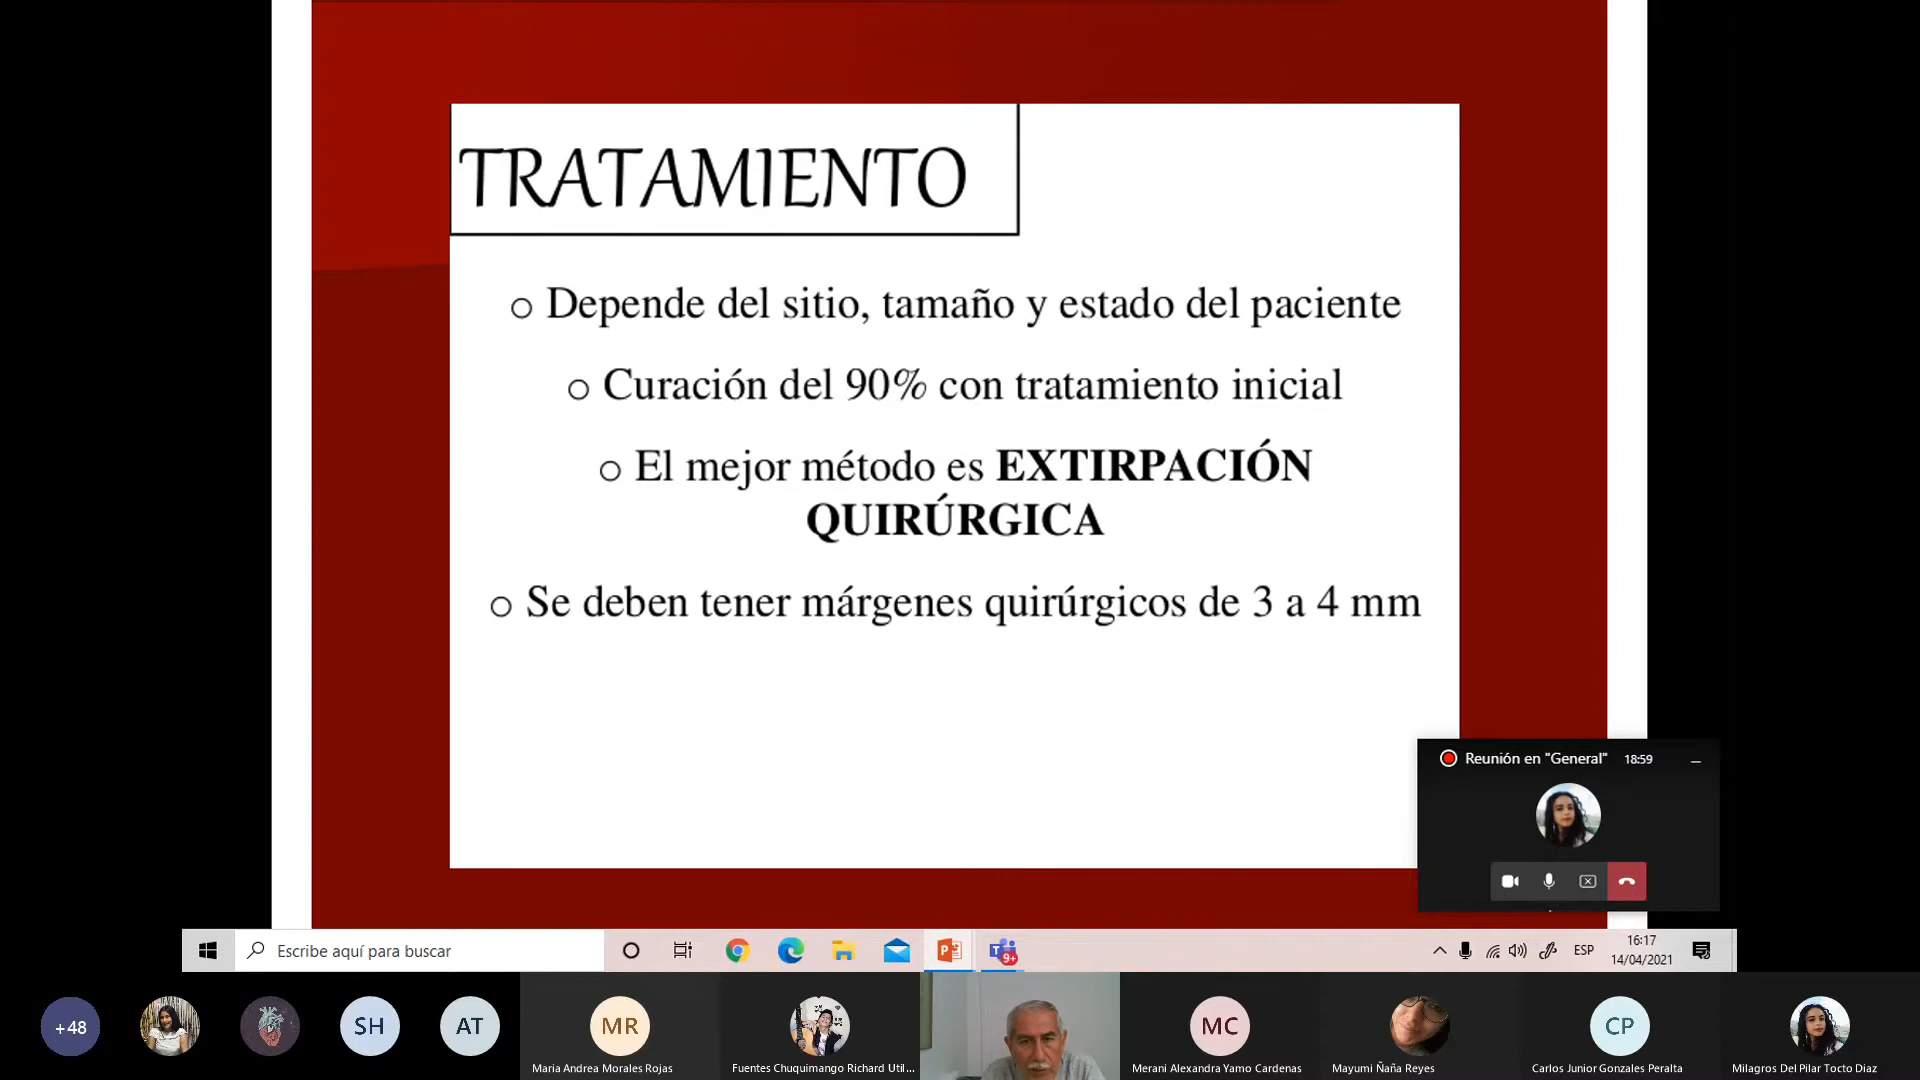 TRATAMIENTO
o Depende del sitio, tamaño y estado del paciente
o Curación del 90% con tratamiento inicial
o El mejor método es EXTIRPACIÓN
QUIRÚRGICA
o Se deben tener márgenes quirúrgicos de 3 a 4 mm
Reunión en "General" 18:59
Escribe aquí para buscar
9+
ESP
16:17
14/04/2021
+48
SH
AT
MR
MC
CP
Maria Andrea Morales Rojas
Fuentes Chuquimango Richard Util...
Merani Alexandra Yamo Cardenas
Mayumi Ñaña Reyes
Carlos Junior Gonzales Peralta
Milagros Del Pilar Tocto Diaz